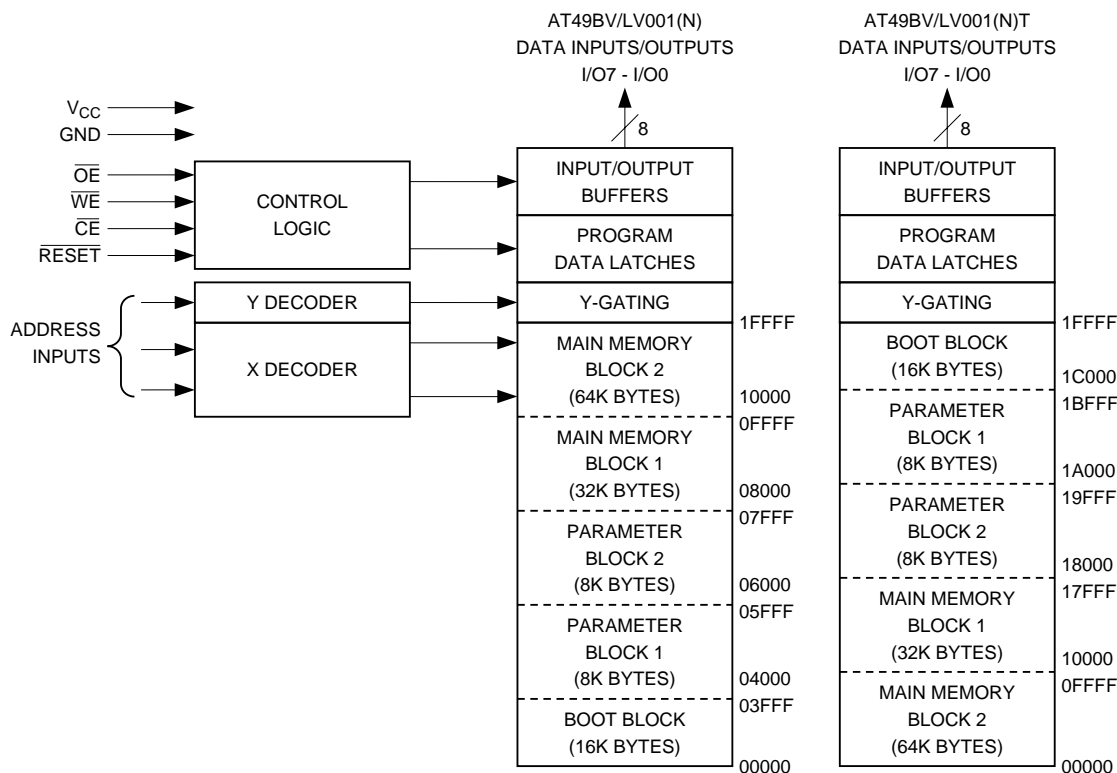 AT49BV/LV001(N)
DATA INPUTS/OUTPUTS
I/O7 - I/O0
AT49BV/LV001(N)T
DATA INPUTS/OUTPUTS
I/O7 - I/O0
VCC
GND
OE
WE
CE
RESET
ADDRESS
INPUTS
CONTROL
LOGIC
Y DECODER
X DECODER
8
INPUT/OUTPUT
BUFFERS
PROGRAM
DATA LATCHES
Y-GATING
1FFFF
MAIN MEMORY
BLOCK 2
(64K BYTES)
10000
0FFFF
MAIN MEMORY
BLOCK 1
(32K BYTES)
08000
07FFF
PARAMETER
BLOCK 2
(8K BYTES)
06000
05FFF
PARAMETER
BLOCK 1
(8K BYTES)
04000
03FFF
BOOT BLOCK
(16K BYTES)
00000
8
INPUT/OUTPUT
BUFFERS
PROGRAM
DATA LATCHES
Y-GATING
1FFFF
BOOT BLOCK
(16K BYTES)
1C000
1BFFF
PARAMETER
BLOCK 1
(8K BYTES)
1A000
19FFF
PARAMETER
BLOCK 2
(8K BYTES)
18000
17FFF
MAIN MEMORY
BLOCK 1
(32K BYTES)
10000
0FFFF
MAIN MEMORY
BLOCK 2
(64K BYTES)
00000